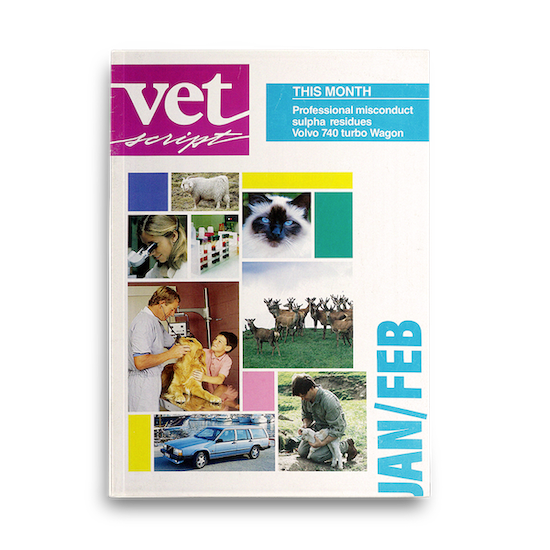 vet
script
THIS MONTH
Professional misconduct
sulpha residues
Volvo 740 turbo Wagon
JAN/FEB